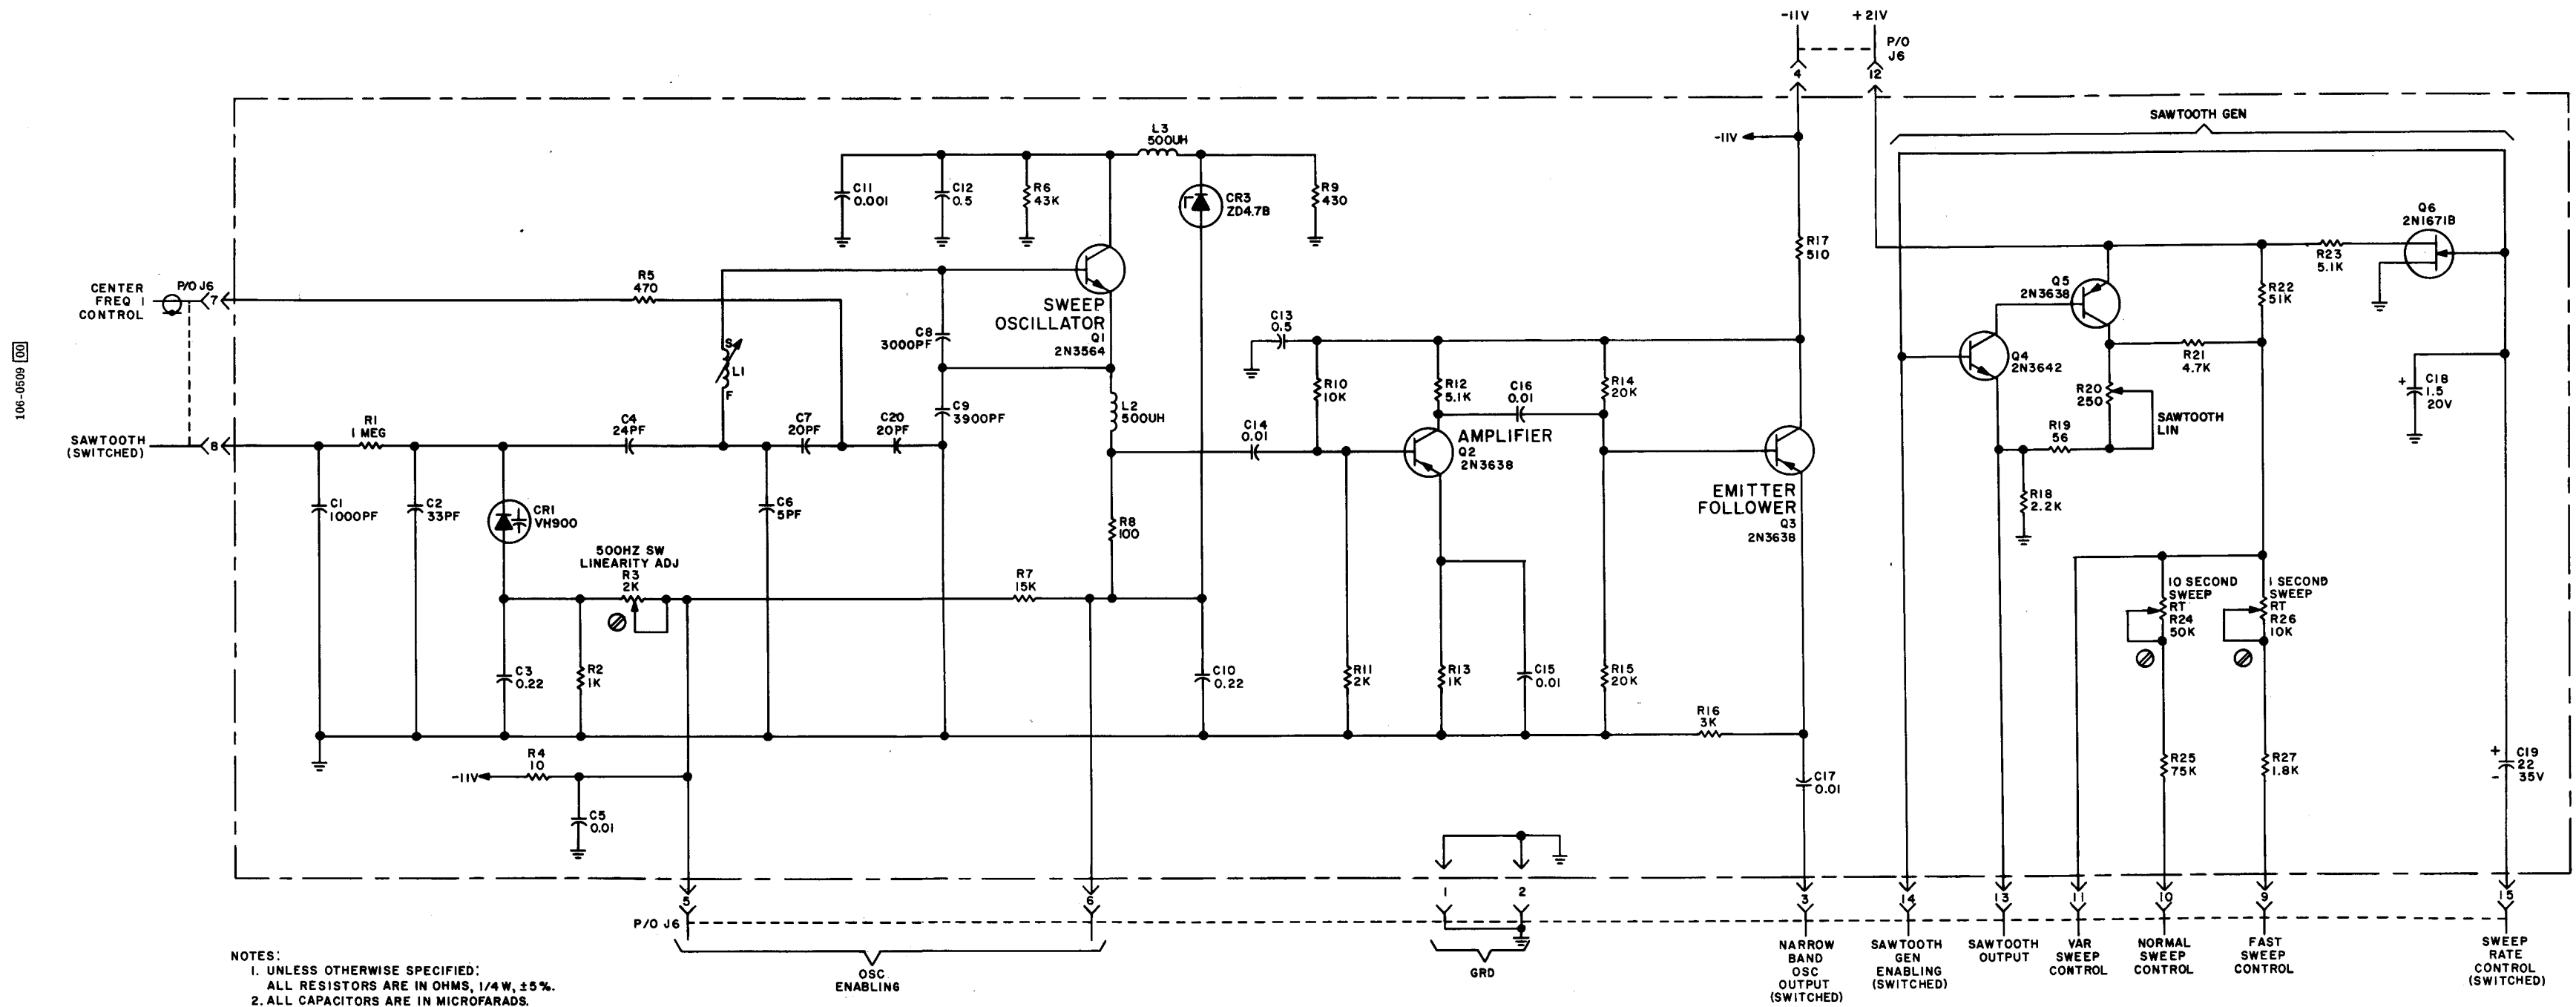 -11V
+21V
P/O
J6
4
12
SAWTOOTH GEN
-11V
L3
500UH
C11
0.001
C12
0.5
R6
43K
CR3
ZD4.7B
R9
430
Q6
2N1671B
R17
510
R23
5.1K
Q5
2N3638
R22
51K
CENTER
FREQ 1
CONTROL
P/O J6
7
R5
470
SWEEP
OSCILLATOR
Q1
2N3564
C8
3000PF
S
L1
F
C13
0.5
Q4
2N3642
R21
4.7K
R10
10K
R12
5.1K
C16
0.01
R14
20K
R20
250
SAWTOOTH
LIN
+
C18
1.5
20V
106-0509 00
C9
3900PF
L2
500UH
SAWTOOTH
(SWITCHED)
8
R1
1 MEG
C4
24PF
C7
20PF
C20
20PF
C14
0.01
AMPLIFIER
Q2
2N3638
R19
56
C1
1000PF
C2
33PF
CR1
VH900
C6
5PF
R8
100
EMITTER
FOLLOWER
Q3
2N3638
R18
2.2K
500HZ SW
LINEARITY ADJ
R3
2K
R7
15K
10 SECOND
SWEEP
RT
R24
50K
1 SECOND
SWEEP
RT
R26
10K
C3
0.22
R2
1K
C10
0.22
R11
2K
R13
1K
C15
0.01
R15
20K
R16
3K
-11V
R4
10
C5
0.01
C17
0.01
R25
75K
R27
1.8K
+
-
C19
22
35V
5
6
1
2
3
14
13
11
10
9
15
P/O J6
OSC
ENABLING
GRD
NARROW
BAND
OSC
OUTPUT
(SWITCHED)
SAWTOOTH
GEN
ENABLING
(SWITCHED)
SAWTOOTH
OUTPUT
VAR
SWEEP
CONTROL
NORMAL
SWEEP
CONTROL
FAST
SWEEP
CONTROL
SWEEP
RATE
CONTROL
(SWITCHED)
NOTES:
1. UNLESS OTHERWISE SPECIFIED:
ALL RESISTORS ARE IN OHMS, 1/4W, ±5%.
2. ALL CAPACITORS ARE IN MICROFARADS.